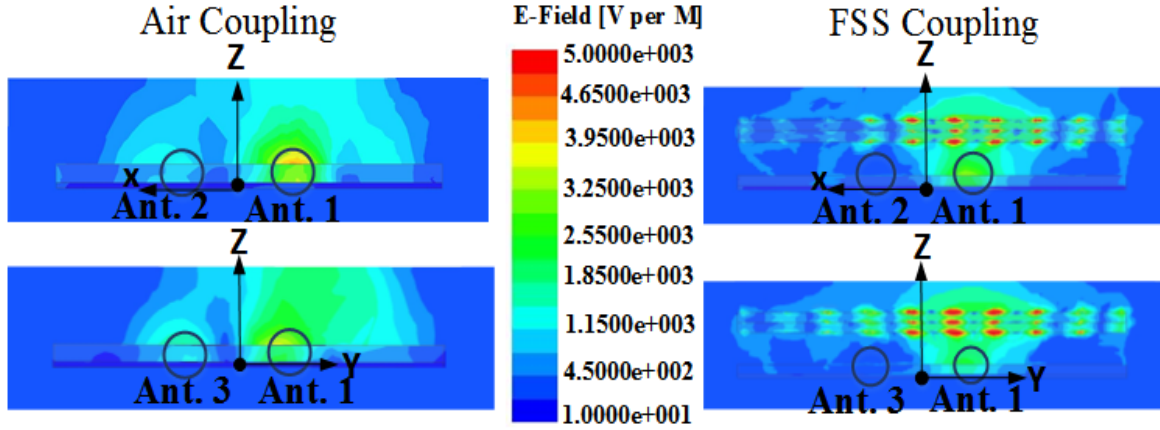 Air Coupling
Z
X
Ant. 2
Ant. 1
Z
Y
Ant. 3
Ant. 1
E-Field [V per M]
5.0000e+003
4.6500e+003
3.9500e+003
3.2500e+003
2.5500e+003
1.8500e+003
1.1500e+003
4.5000e+002
1.0000e+001
FSS Coupling
Z
X
Ant. 2
Ant. 1
Z
Y
Ant. 3
Ant. 1